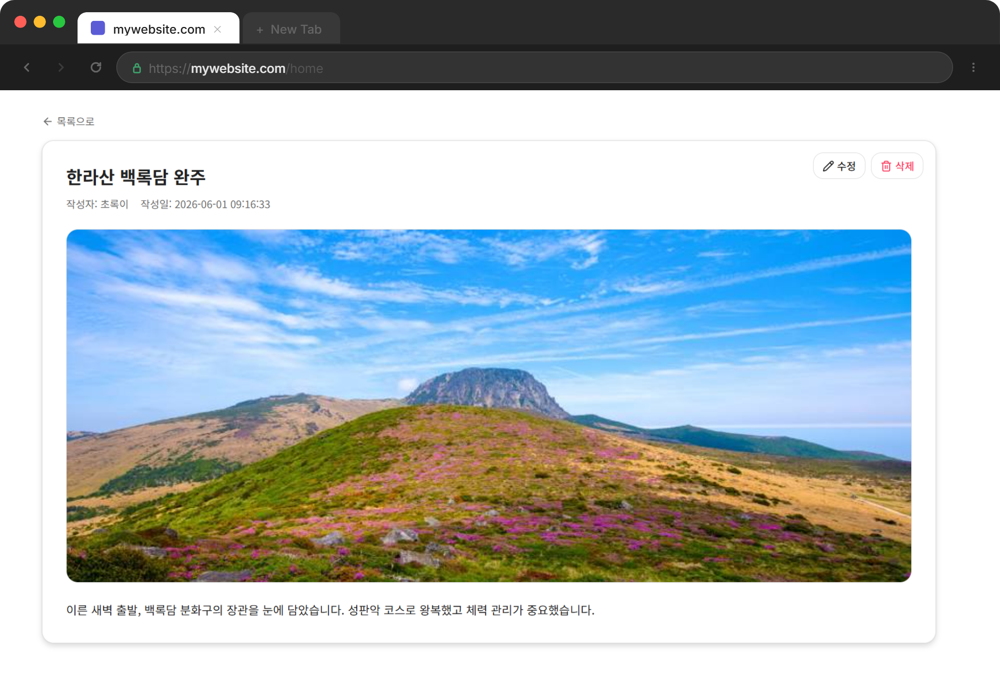 mywebsite.com
+ New Tab
https://mywebsite.com/home
← 목록으로
한라산 백록담 완주
수정
삭제
작성자: 초록이 작성일: 2026-06-01 09:16:33
이른 새벽 출발, 백록담 분화구의 장관을 눈에 담았습니다. 성판악 코스로 왕복했고 체력 관리가 중요했습니다.